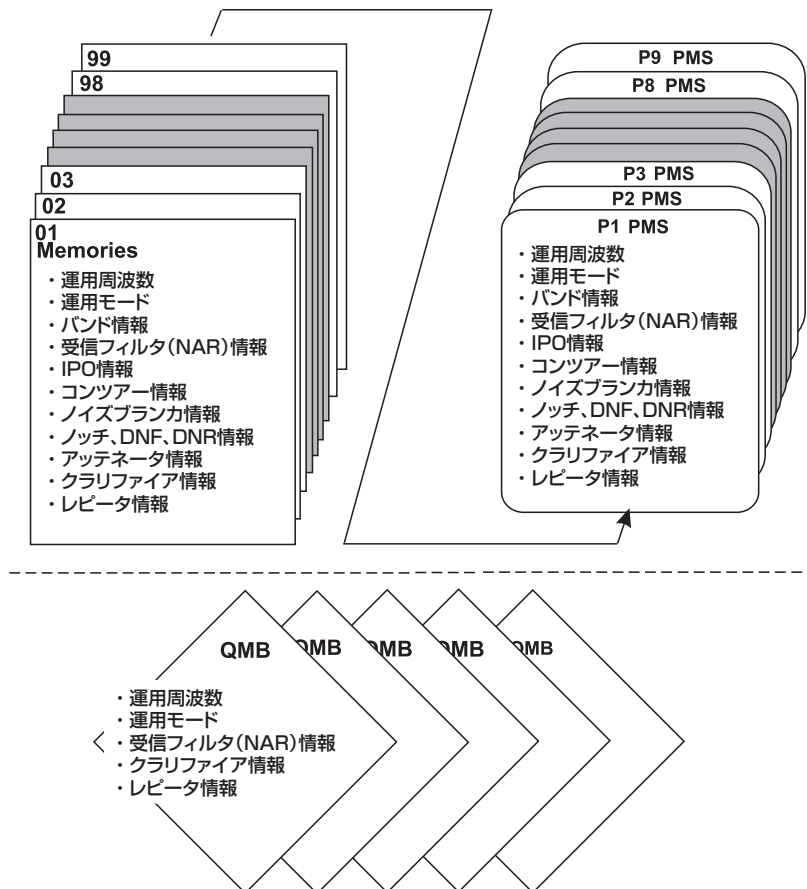 99
98
03
02
01
Memories
・運用周波数
・運用モード
・バンド情報
・受信フィルタ(NAR)情報
・IPO情報
・コンツアー情報
・ノイズブランカ情報
・ノッチ、DNF、DNR情報
・アッテネータ情報
・クラリファイア情報
・レピータ情報
P9 PMS
P8 PMS
P3 PMS
P2 PMS
P1 PMS
・運用周波数
・運用モード
・バンド情報
・受信フィルタ(NAR)情報
・IPO情報
・コンツアー情報
・ノイズブランカ情報
・ノッチ、DNF、DNR情報
・アッテネータ情報
・クラリファイア情報
・レピータ情報
QMB QMB QMB QMB QMB
・運用周波数
・運用モード
・受信フィルタ(NAR)情報
・クラリファイア情報
・レピータ情報